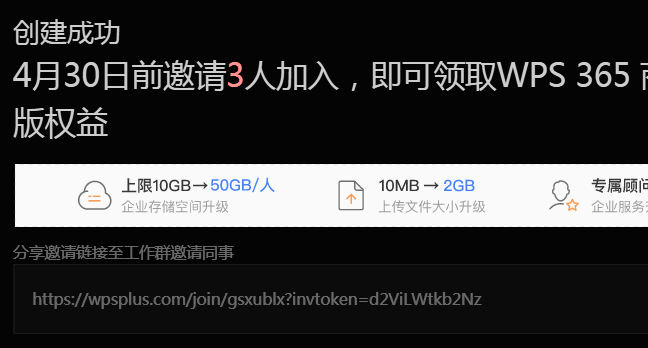 创建成功
4月30日前邀请3人加入，即可领取WPS 365 商
版权益
上限10GB→50GB/人
企业存储空间升级
10MB → 2GB
上传文件大小升级
专属顾问
企业服务
分享邀请链接至工作群邀请同事
https://wpsplus.com/join/gsxublx?invtoken=d2ViLWtkb2Nz